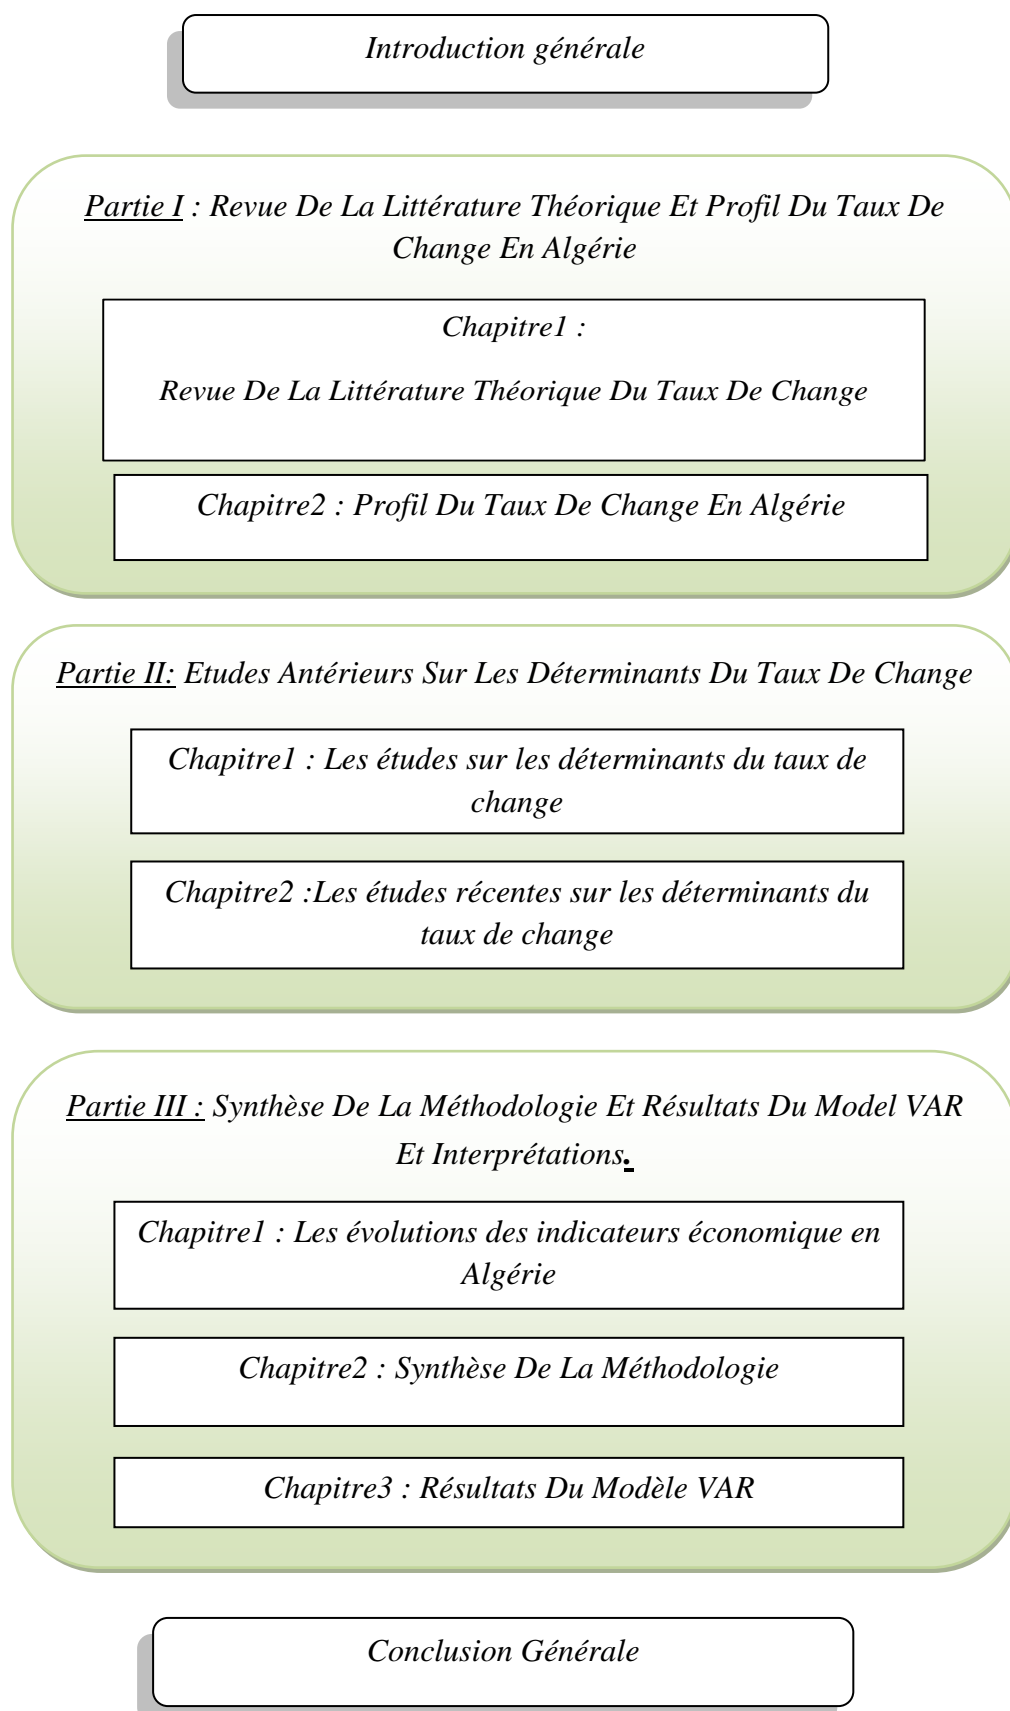 Introduction générale
Partie I : Revue De La Littérature Théorique Et Profil Du Taux De
Change En Algérie
Chapitre1 :
Revue De La Littérature Théorique Du Taux De Change
Chapitre2 : Profil Du Taux De Change En Algérie
Partie II: Etudes Antérieurs Sur Les Déterminants Du Taux De Change
Chapitre1 : Les études sur les déterminants du taux de
change
Chapitre2 :Les études récentes sur les déterminants du
taux de change
Partie III : Synthèse De La Méthodologie Et Résultats Du Model VAR
Et Interprétations.
Chapitre1 : Les évolutions des indicateurs économique en
Algérie
Chapitre2 : Synthèse De La Méthodologie
Chapitre3 : Résultats Du Modèle VAR
Conclusion Générale